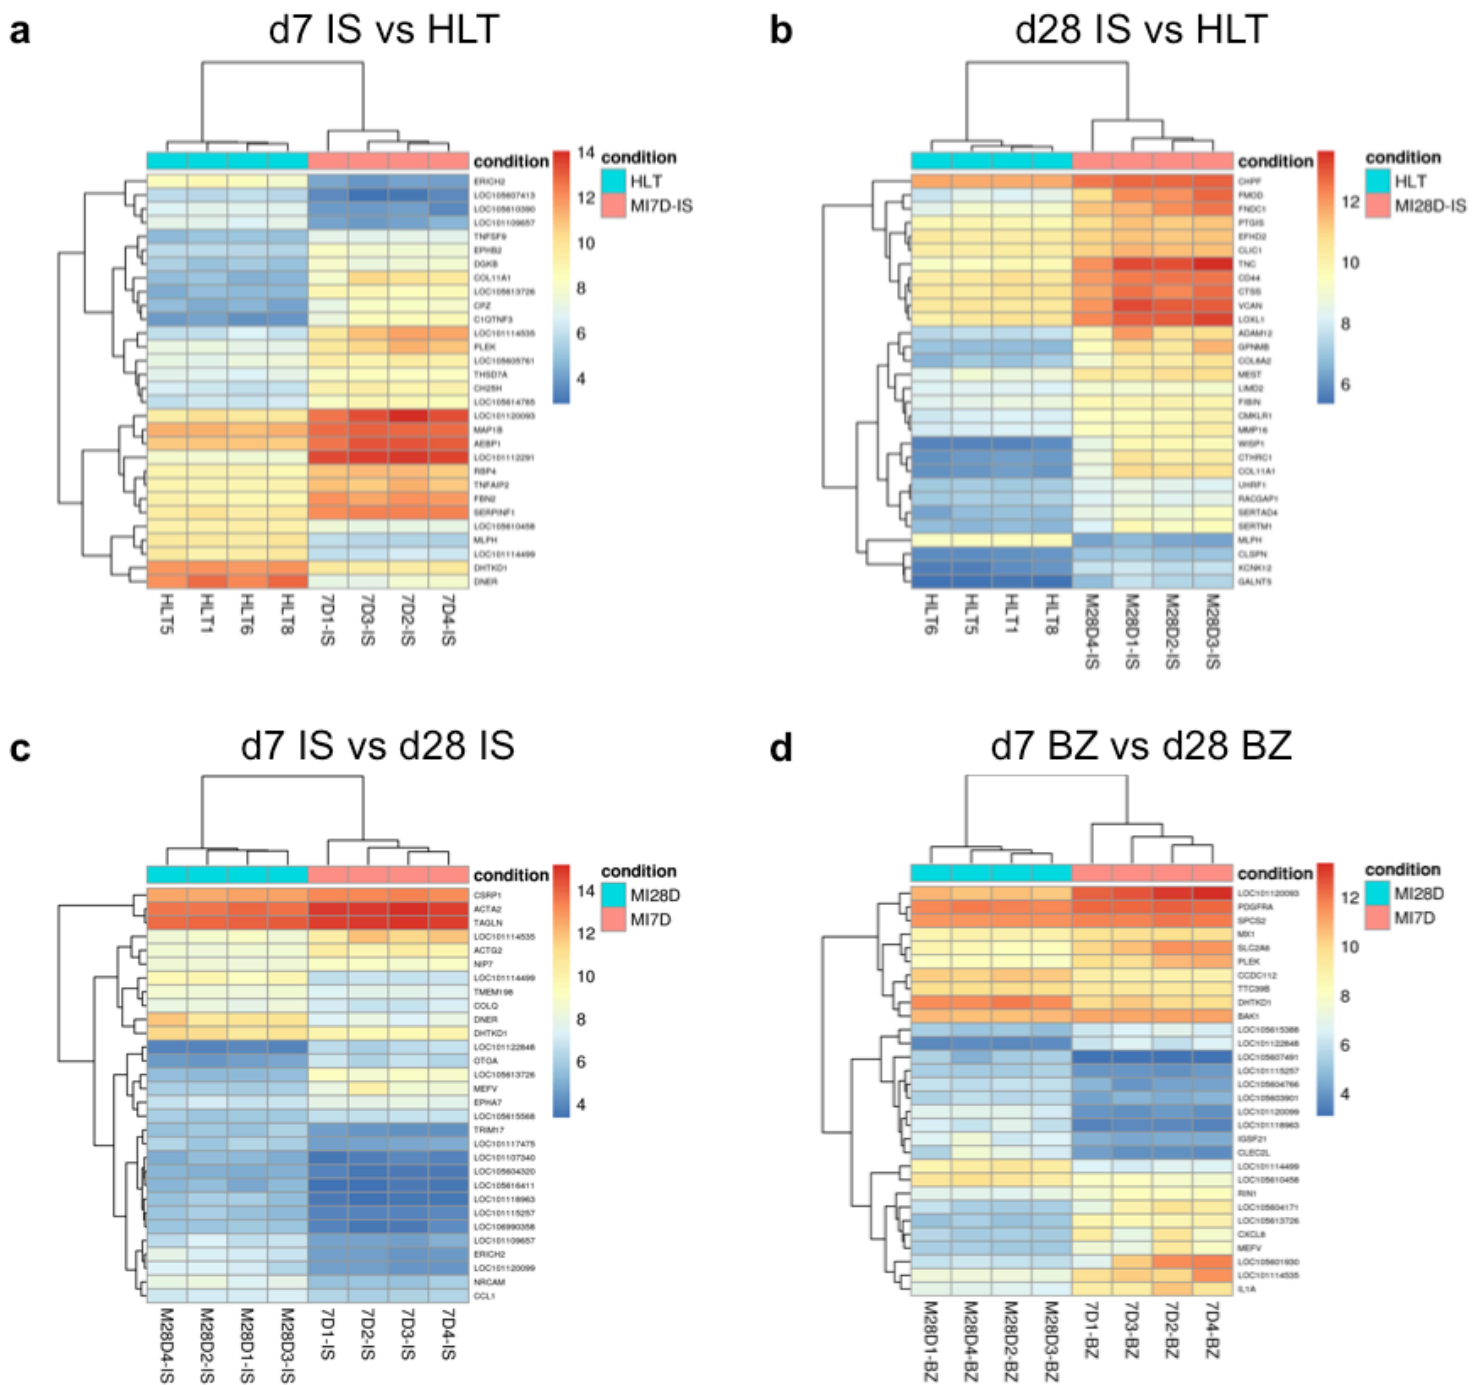 a
d7 IS vs HLT
condition
ERICH2
LOC105607413
LOC105610390
LOC101109657
TNFSF9
EPHB2
DGKB
COL11A1
LOC105613726
CPZ
C1QTNF3
LOC101114535
PLEK
LOC105605761
THSD7A
CH25H
LOC105614765
LOC101120093
MAP1B
AEBP1
LOC101112291
RBP4
TNFAIP2
FBN2
SERPINF1
LOC105610458
MLPH
LOC101114499
DHTKD1
DNER
14
12
10
8
6
4
condition
HLT
MI7D-IS
HLT5
HLT1
HLT6
HLT8
7D1-IS
7D3-IS
7D2-IS
7D4-IS
b
d28 IS vs HLT
condition
CHPF
FMOD
FNDC1
PTGIS
EFHD2
CLIC1
TNC
CD44
CTSS
VCAN
LOXL1
ADAM12
GPNMB
COL8A2
MEST
LIMD2
FIBIN
CMKLR1
MMP16
WISP1
CTHRC1
COL11A1
UHRF1
RACGAP1
SERTAD4
SERTM1
MLPH
CLSPN
KCNK12
GALNT5
12
10
8
6
condition
HLT
MI28D-IS
HLT6
HLT5
HLT1
HLT8
M28D4-IS
M28D1-IS
M28D2-IS
M28D3-IS
c
d7 IS vs d28 IS
condition
CSRP1
ACTA2
TAGLN
LOC101114535
ACTG2
NIP7
LOC101114499
TMEM198
COLQ
DNER
DHTKD1
LOC101122848
OTOA
LOC105613726
MEFV
EPHA7
LOC105615568
TRIM17
LOC101117475
LOC101107340
LOC105604320
LOC105616411
LOC101118963
LOC101115257
LOC106990358
LOC101109657
ERICH2
LOC101120099
NRCAM
CCL1
14
12
10
8
6
4
condition
MI28D
MI7D
M28D4-IS
M28D2-IS
M28D1-IS
M28D3-IS
7D1-IS
7D2-IS
7D3-IS
7D4-IS
d
d7 BZ vs d28 BZ
condition
LOC101120093
PDGFRA
SPCS2
MX1
SLC2A6
PLEK
CCDC112
TTC39B
DHTKD1
BAK1
LOC105615388
LOC101122848
LOC105607491
LOC101115257
LOC105604766
LOC105603901
LOC101120099
LOC101118963
IGSF21
CLEC2L
LOC101114499
LOC105610458
RIN1
LOC105604171
LOC105613726
CXCL8
MEFV
LOC105601930
LOC101114535
IL1A
12
10
8
6
4
condition
MI28D
MI7D
M28D1-BZ
M28D4-BZ
M28D2-BZ
M28D3-BZ
7D1-BZ
7D3-BZ
7D2-BZ
7D4-BZ